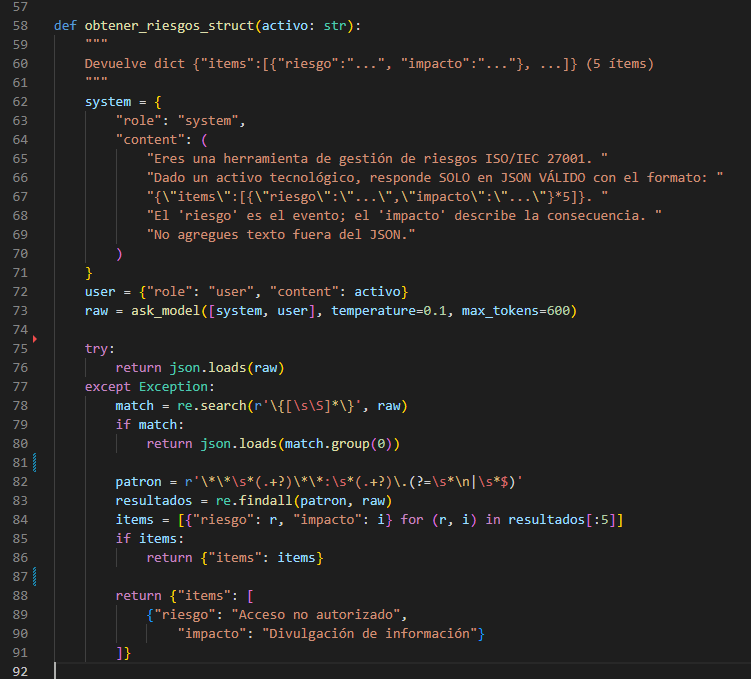 57
58 def obtener_riesgos_struct(activo: str):
59     """
60     Devuelve dict {"items":[{"riesgo":"...", "impacto":"..."}, ...]} (5 ítems)
61     """
62     system = {
63         "role": "system",
64         "content": (
65             "Eres una herramienta de gestión de riesgos ISO/IEC 27001. "
66             "Dado un activo tecnológico, responde SOLO en JSON VÁLIDO con el formato: "
67             "{\"items\":[{\"riesgo\":\"...\",\"impacto\":\"...\"}*5]}. "
68             "El 'riesgo' es el evento; el 'impacto' describe la consecuencia. "
69             "No agregues texto fuera del JSON."
70         )
71     }
72     user = {"role": "user", "content": activo}
73     raw = ask_model([system, user], temperature=0.1, max_tokens=600)
74
75     try:
76         return json.loads(raw)
77     except Exception:
78         match = re.search(r'\{[\s\S]*\}', raw)
79         if match:
80             return json.loads(match.group(0))
81
82         patron = r'\*\*\s*(.+?)\*\*:\s*(.+?)\.(?=\s*\n|\s*$)'
83         resultados = re.findall(patron, raw)
84         items = [{"riesgo": r, "impacto": i} for (r, i) in resultados[:5]]
85         if items:
86             return {"items": items}
87
88         return {"items": [
89             {"riesgo": "Acceso no autorizado",
90                 "impacto": "Divulgación de información"}
91         ]}
92